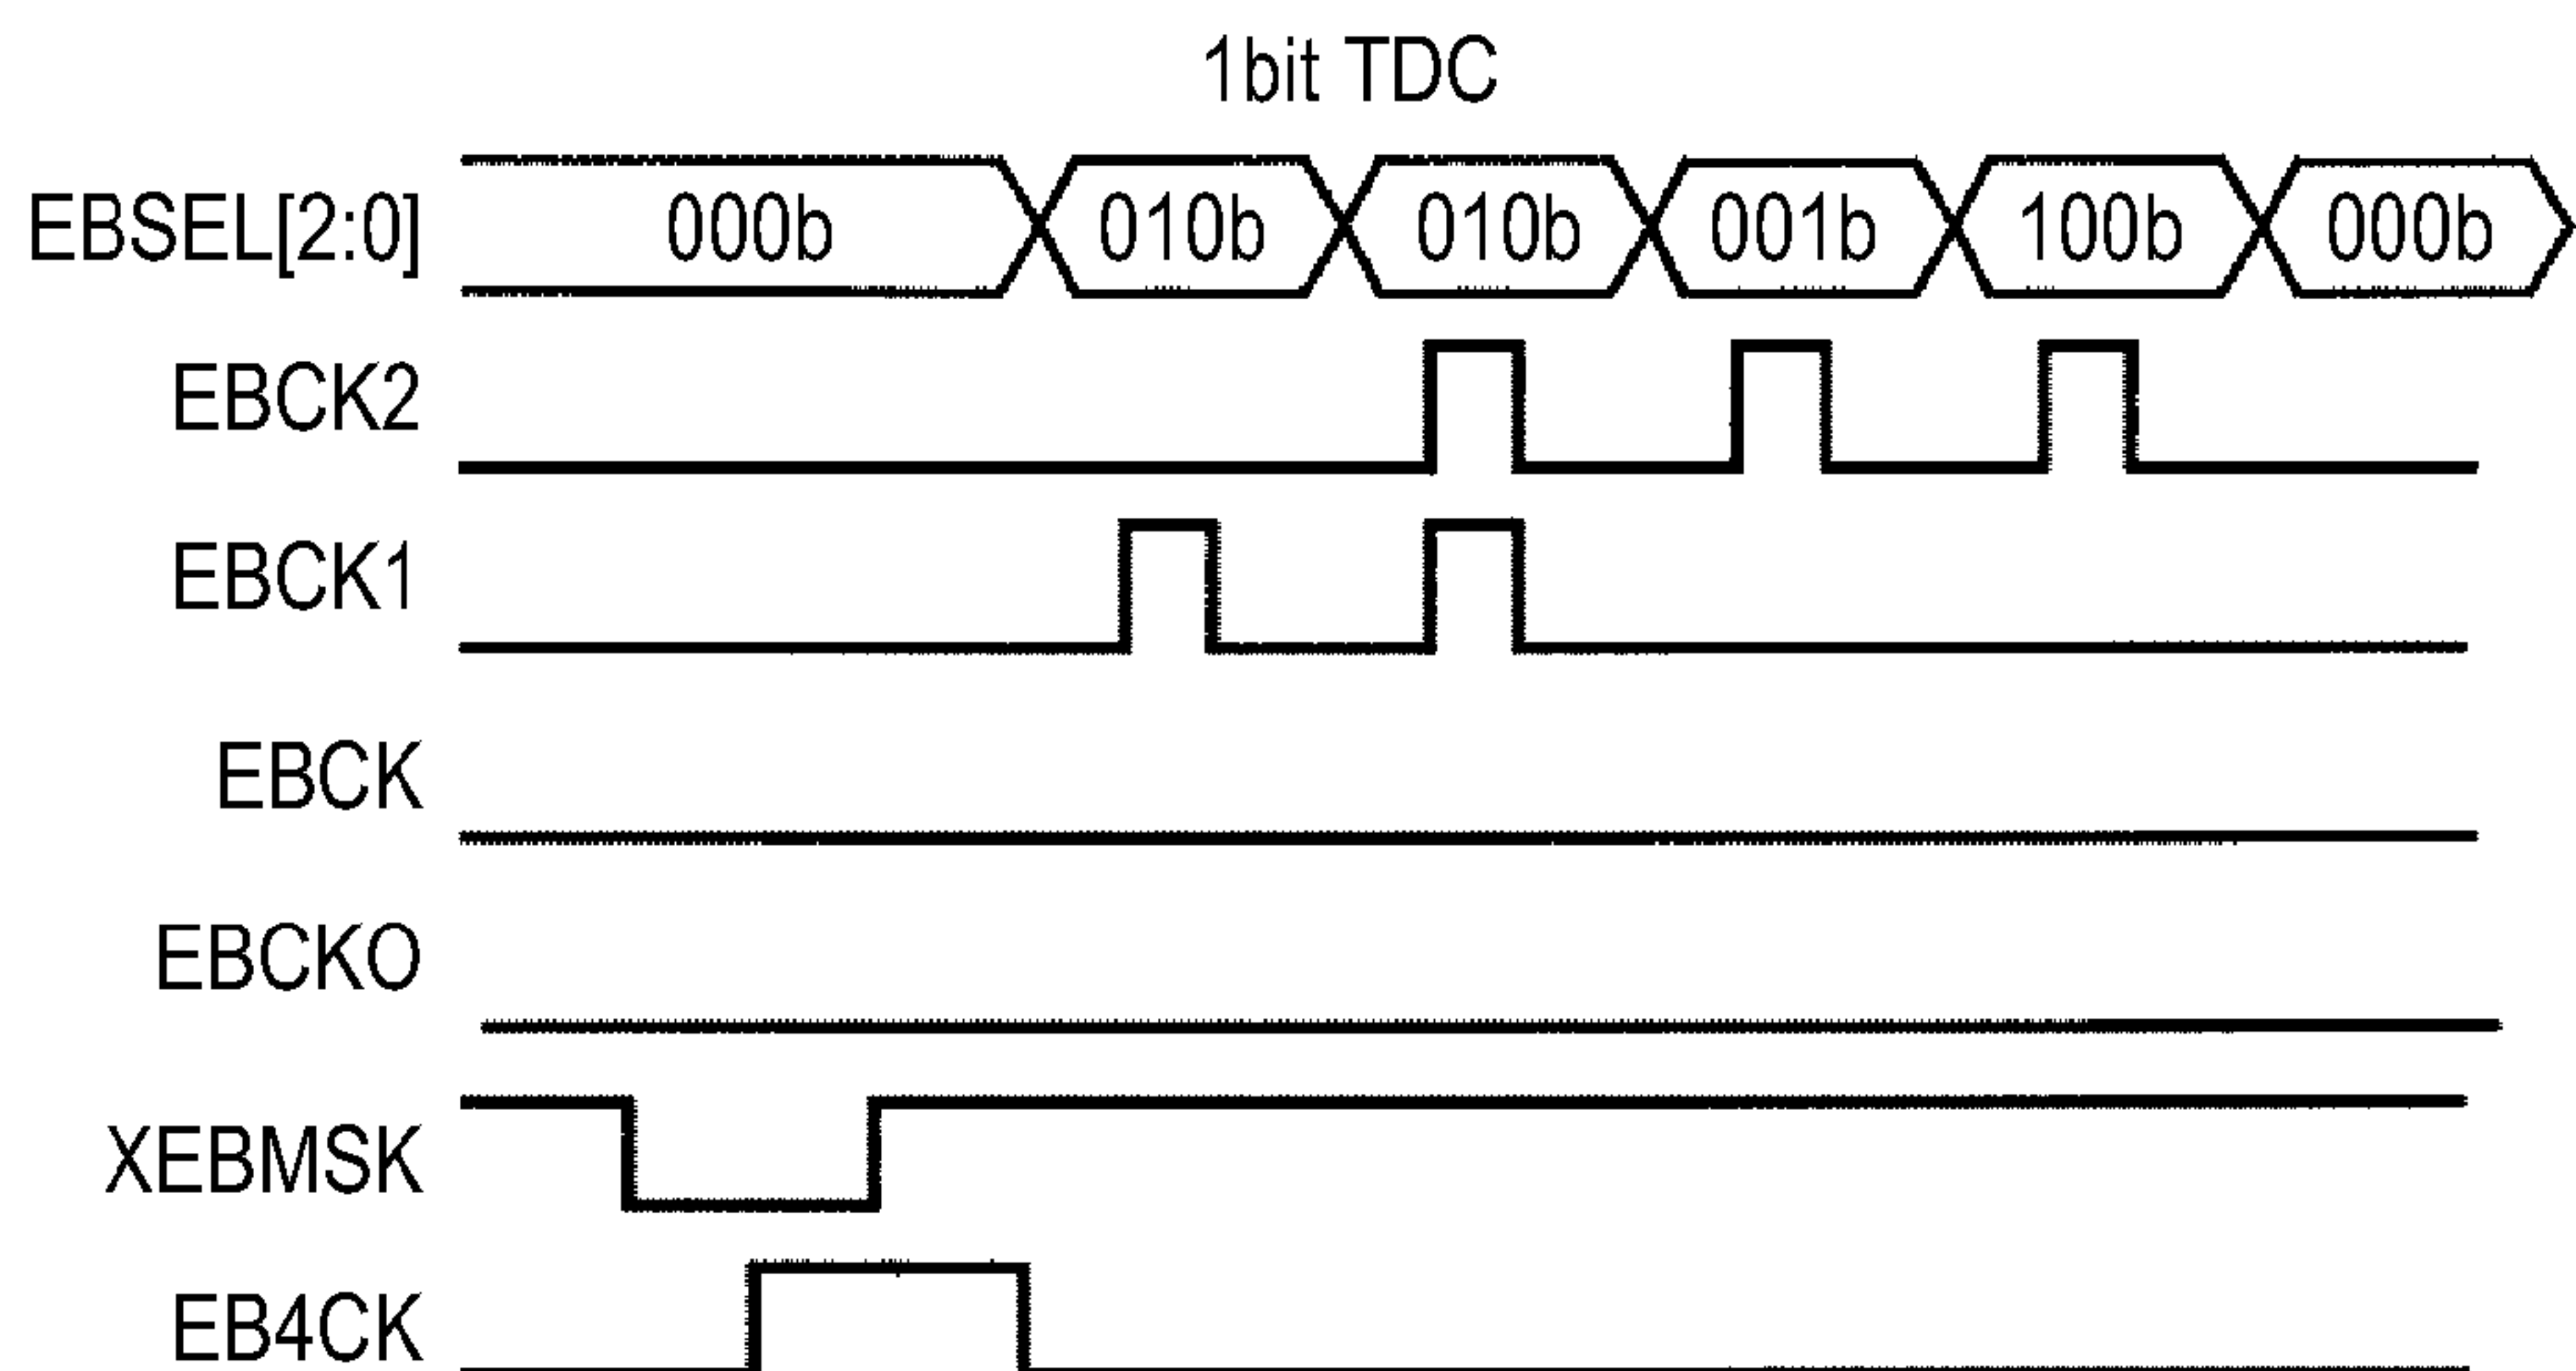 1bit TDC
EBSEL[2:0] 000b 010b 010b 001b 100b 000b
EBCK2
EBCK1
EBCK
EBCKO
XEBMSK
EB4CK